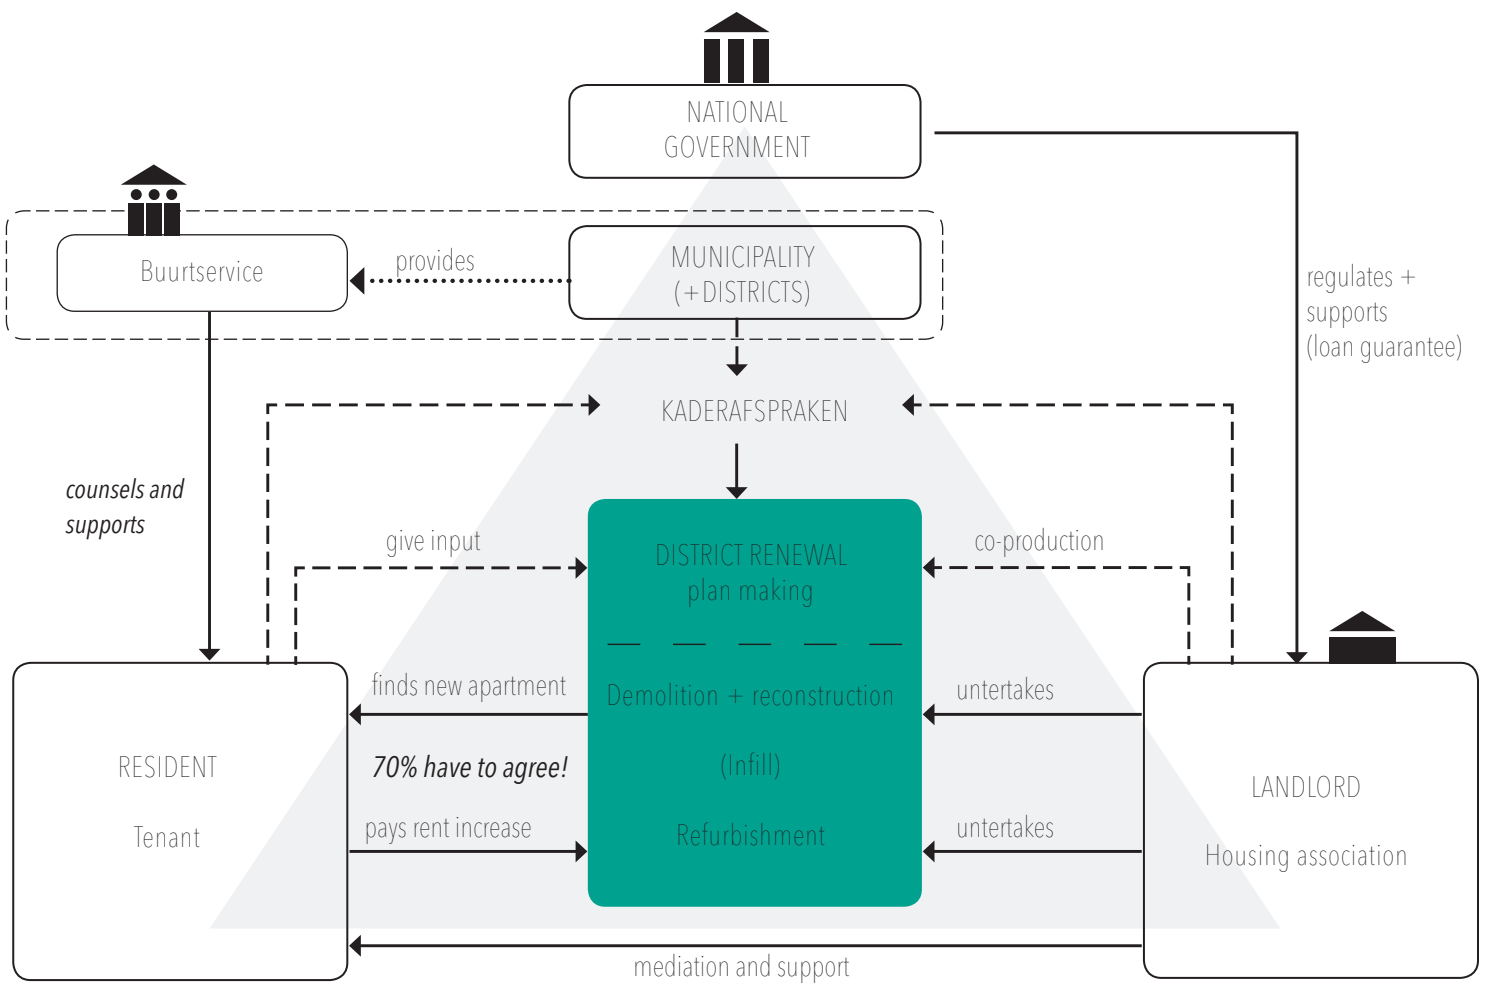 NATIONAL
GOVERNMENT
Buurtservice
provides
MUNICIPALITY
(+DISTRICTS)
regulates +
supports
(loan guarantee)
KADERAFSPRAKEN
counsels and
supports
give input
DISTRICT RENEWAL
plan making
co-production
finds new apartment
Demolition + reconstruction
untertakes
RESIDENT
Tenant
70% have to agree!
(Infill)
LANDLORD
Housing association
pays rent increase
Refurbishment
untertakes
mediation and support